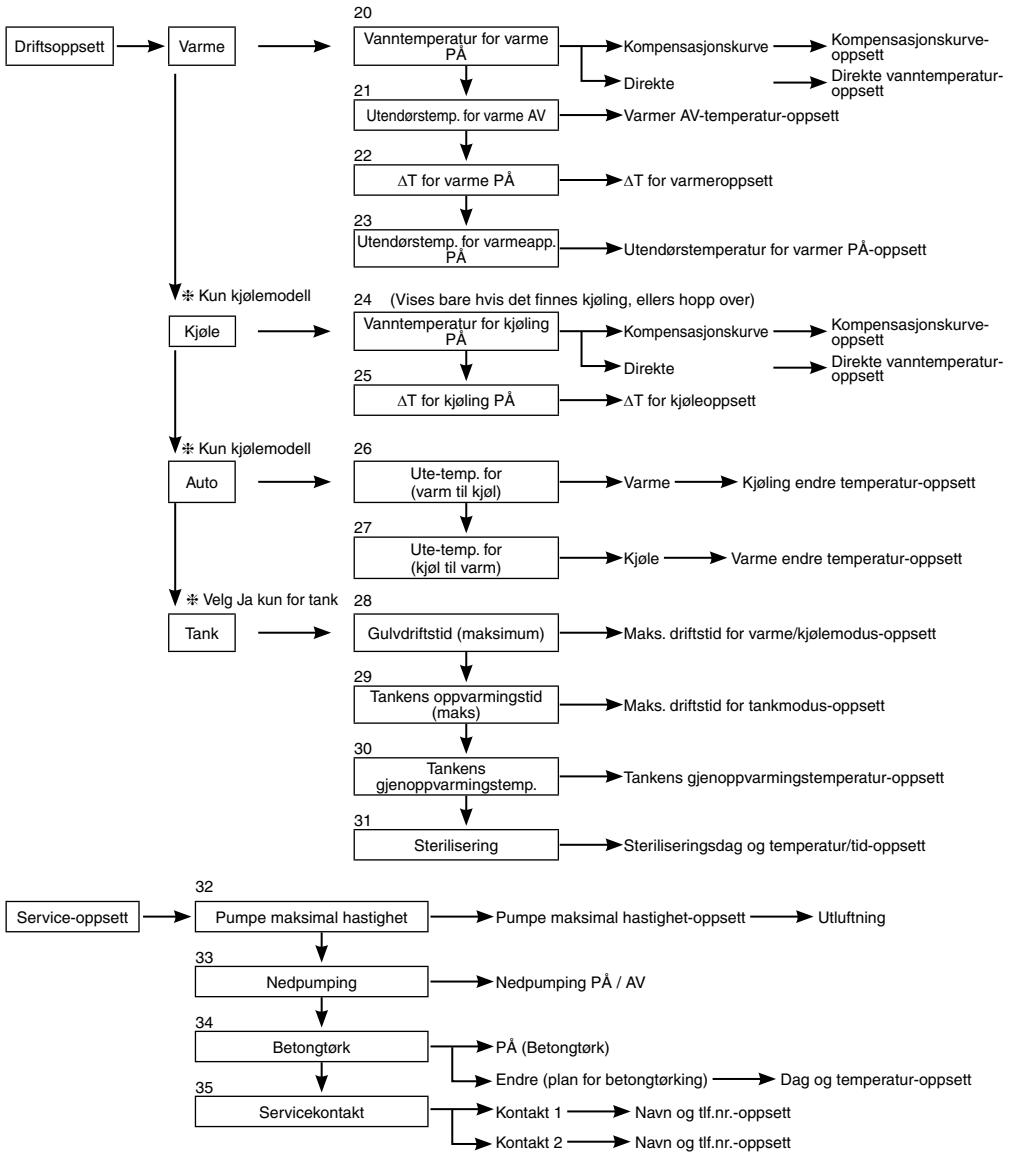 20
Driftsoppsett
Varme
Vanntemperatur for varme
PÅ
Kompensasjonskurve
Kompensasjonskurve-
oppsett
Direkte
Direkte vanntemperatur-
oppsett
21
Utendørstemp. for varme AV
Varmer AV-temperatur-oppsett
22
ΔT for varme PÅ
ΔT for varmeroppsett
23
Utendørstemp. for varmeapp.
PÅ
Utendørstemperatur for varmer PÅ-oppsett
❉ Kun kjølemodell
24 (Vises bare hvis det finnes kjøling, ellers hopp over)
Kjøle
Vanntemperatur for kjøling
PÅ
Kompensasjonskurve
Kompensasjonskurve-
oppsett
Direkte
Direkte vanntemperatur-
oppsett
25
ΔT for kjøling PÅ
ΔT for kjøleoppsett
❉ Kun kjølemodell
26
Auto
Ute-temp. for
(varm til kjøl)
Varme
Kjøling endre temperatur-oppsett
27
Ute-temp. for
(kjøl til varm)
Kjøle
Varme endre temperatur-oppsett
❉ Velg Ja kun for tank
28
Tank
Gulvdriftstid (maksimum)
Maks. driftstid for varme/kjølemodus-oppsett
29
Tankens oppvarmingstid
(maks)
Maks. driftstid for tankmodus-oppsett
30
Tankens
gjenoppvarmingstemp.
Tankens gjenoppvarmingstemperatur-oppsett
31
Sterilisering
Steriliseringsdag og temperatur/tid-oppsett
32
Service-oppsett
Pumpe maksimal hastighet
Pumpe maksimal hastighet-oppsett
Utluftning
33
Nedpumping
Nedpumping PÅ / AV
34
Betongtørk
PÅ (Betongtørk)
Endre (plan for betongtørking)
Dag og temperatur-oppsett
35
Servicekontakt
Kontakt 1
Navn og tlf.nr.-oppsett
Kontakt 2
Navn og tlf.nr.-oppsett